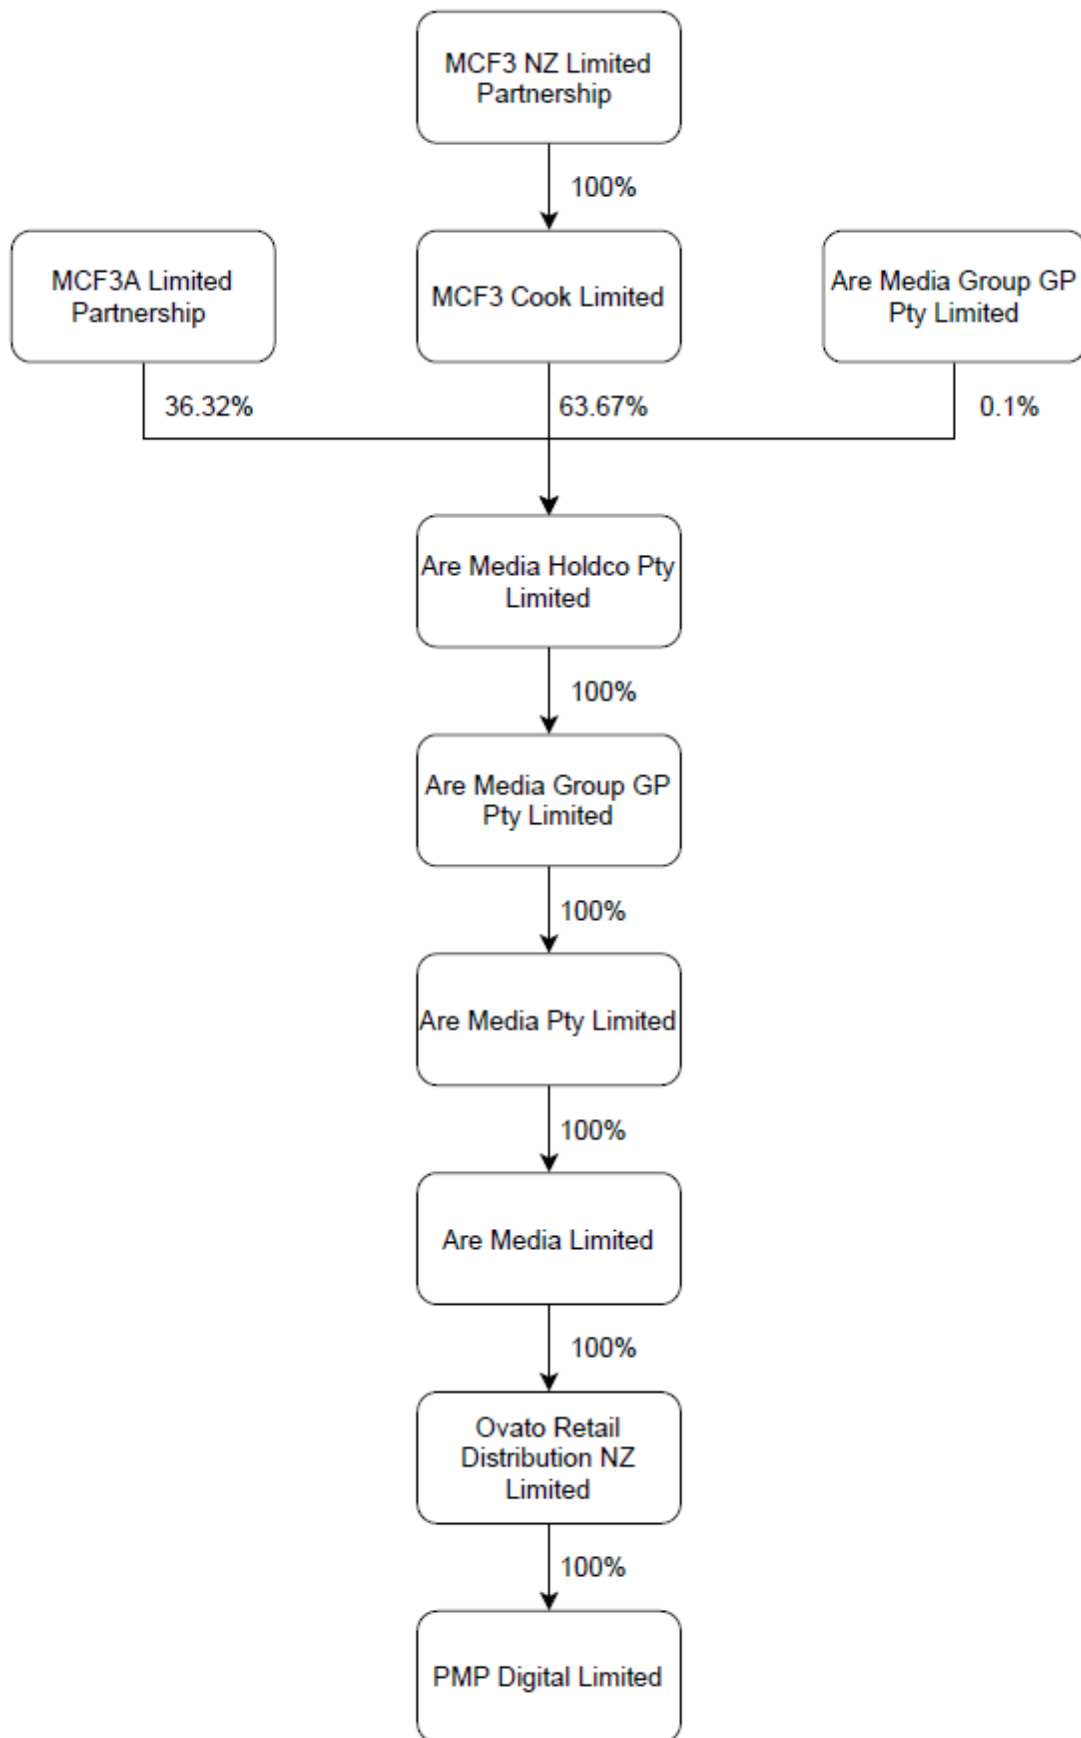 MCF3 NZ Limited
Partnership
100%
MCF3A Limited
Partnership
MCF3 Cook Limited
Are Media Group GP
Pty Limited
36.32%
63.67%
0.1%
Are Media Holdco Pty
Limited
100%
Are Media Group GP
Pty Limited
100%
Are Media Pty Limited
100%
Are Media Limited
100%
Ovato Retail
Distribution NZ
Limited
100%
PMP Digital Limited